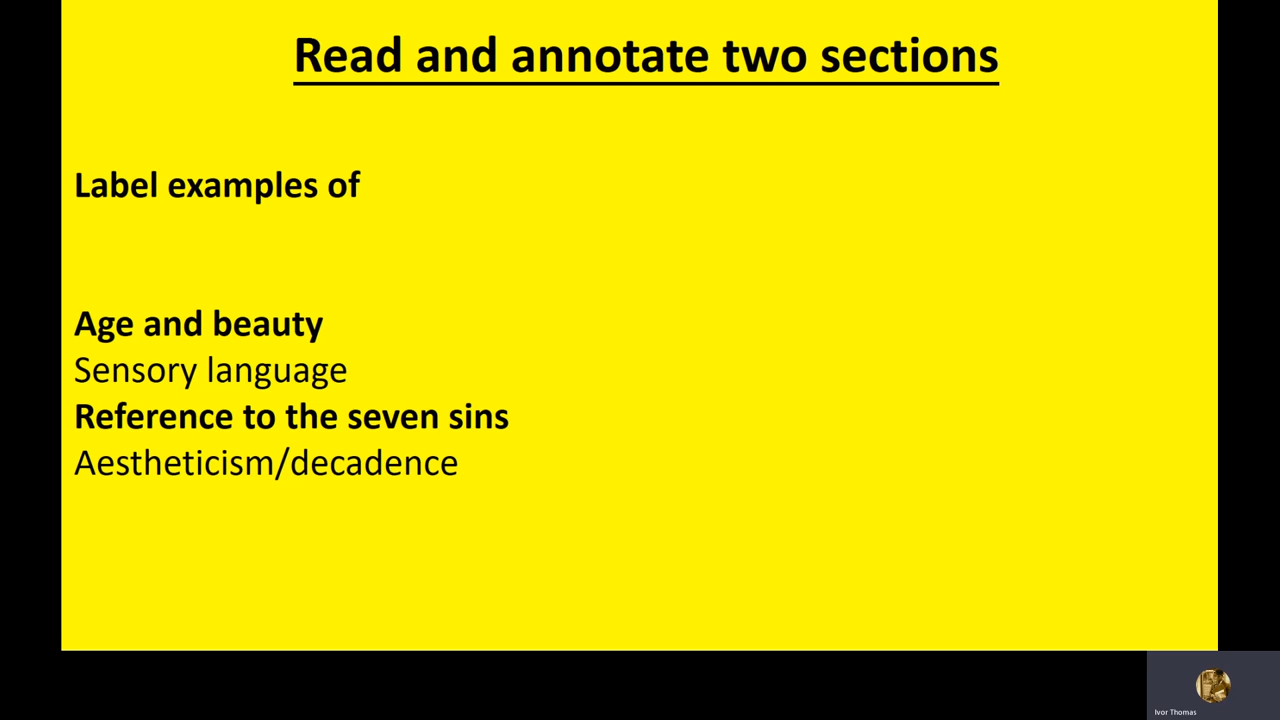 Read and annotate two sections
Label examples of
Age and beauty
Sensory language
Reference to the seven sins
Aestheticism/decadence
Ivor Thomas